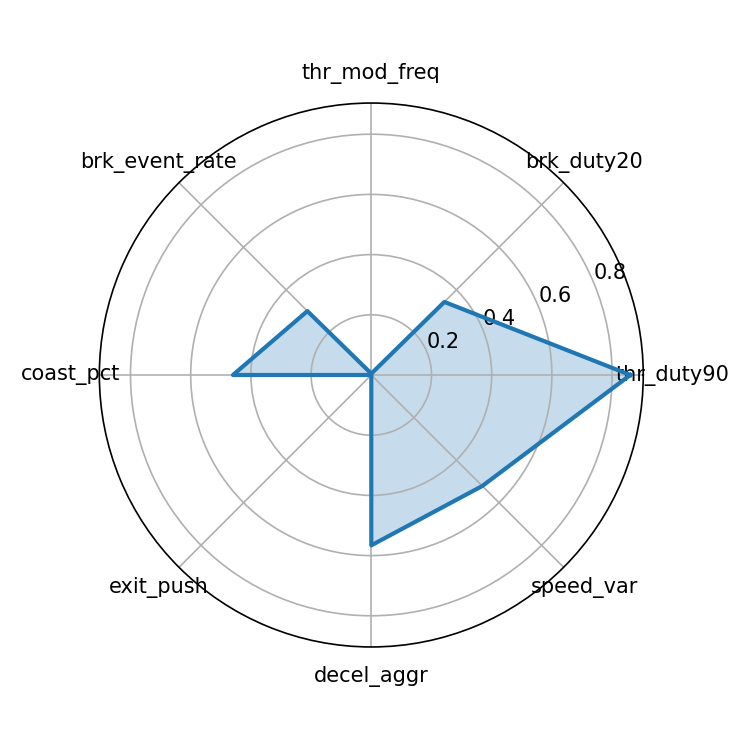 thr_mod_freq
brk_event_rate
brk_duty20
0.8
0.6
0.4
0.2
coast_pct
thr_duty90
exit_push
speed_var
decel_aggr